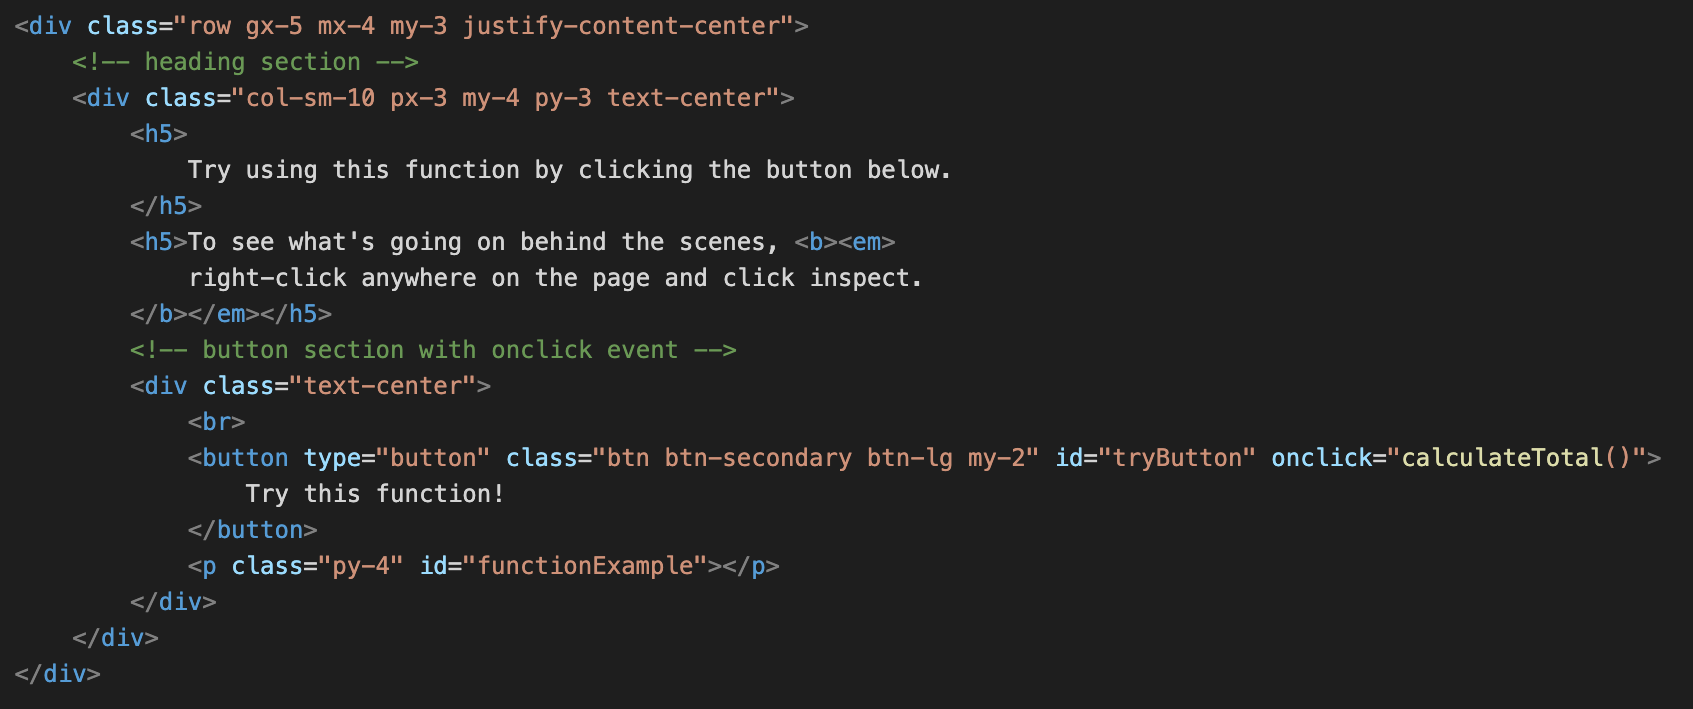 <div class="row gx-5 mx-4 my-3 justify-content-center">
    <!-- heading section -->
    <div class="col-sm-10 px-3 my-4 py-3 text-center">
        <h5>
            Try using this function by clicking the button below.
        </h5>
        <h5>To see what's going on behind the scenes, <b><em>
            right-click anywhere on the page and click inspect.
        </b></em></h5>
        <!-- button section with onclick event -->
        <div class="text-center">
            <br>
            <button type="button" class="btn btn-secondary btn-lg my-2" id="tryButton" onclick="calculateTotal()">
                Try this function!
            </button>
            <p class="py-4" id="functionExample"></p>
        </div>
    </div>
</div>